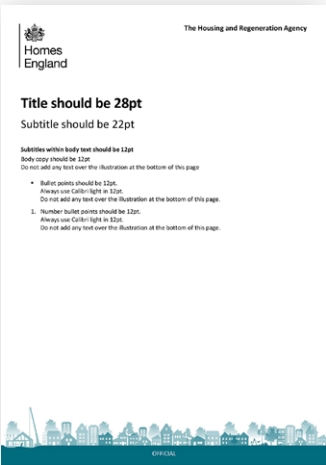 The Housing and Regeneration Agency
Homes
England
Title should be 28pt
Subtitle should be 22pt
Subtitles within body text should be 12pt
Body copy should be 12pt
Do not add any text over the illustration at the bottom of this page
• Bullet points should be 12pt.
Always use Calibri light in 12pt.
Do not add any text over the illustration at the bottom of this page.
1. Number bullet points should be 12pt.
Always use Calibri light in 12pt.
Do not add any text over the illustration at the bottom of this page.
OFFICIAL